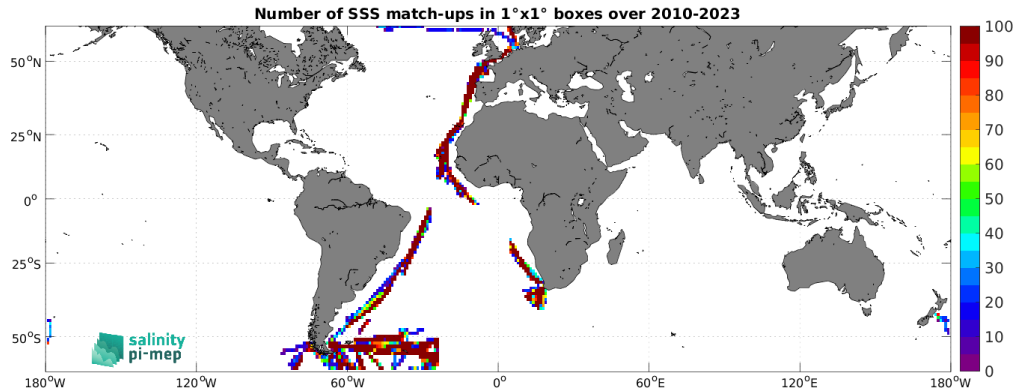 Number of SSS match-ups in 1°x1° boxes over 2010-2023
50°N
25°N
0°
25°S
50°S
180°W 120°W 60°W 0° 60°E 120°E 180°W
100
90
80
70
60
50
40
30
20
10
0
salinity
pi-mep